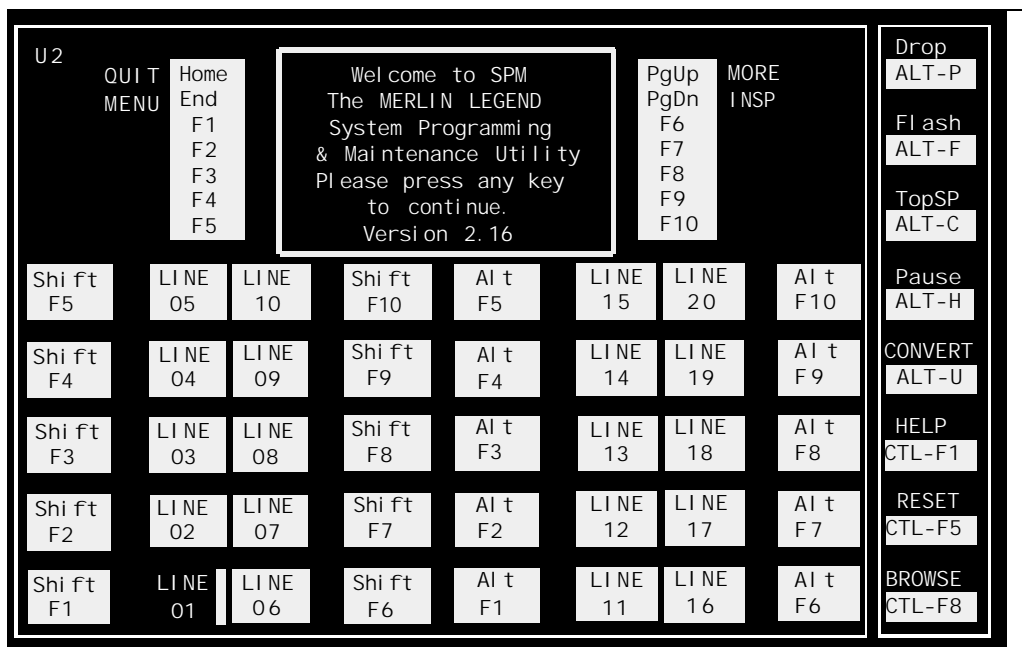 U2
QUIT Home
MENU End
F1
F2
F3
F4
F5
Welcome to SPM
The MERLIN LEGEND
System Programming
& Maintenance Utility
Please press any key
to continue.
Version 2.16
PgUp MORE
PgDn INSP
F6
F7
F8
F9
F10
Shift LINE LINE Shift Alt LINE LINE Alt
F5 05 10 F10 F5 15 20 F10
Shift LINE LINE Shift Alt LINE LINE Alt
F4 04 09 F9 F4 14 19 F9
Shift LINE LINE Shift Alt LINE LINE Alt
F3 03 08 F8 F3 13 18 F8
Shift LINE LINE Shift Alt LINE LINE Alt
F2 02 07 F7 F2 12 17 F7
Shift LINE LINE Shift Alt LINE LINE Alt
F1 01 06 F6 F1 11 16 F6
Drop
ALT-P
Flash
ALT-F
TopSP
ALT-C
Pause
ALT-H
CONVERT
ALT-U
HELP
CTL-F1
RESET
CTL-F5
BROWSE
CTL-F8